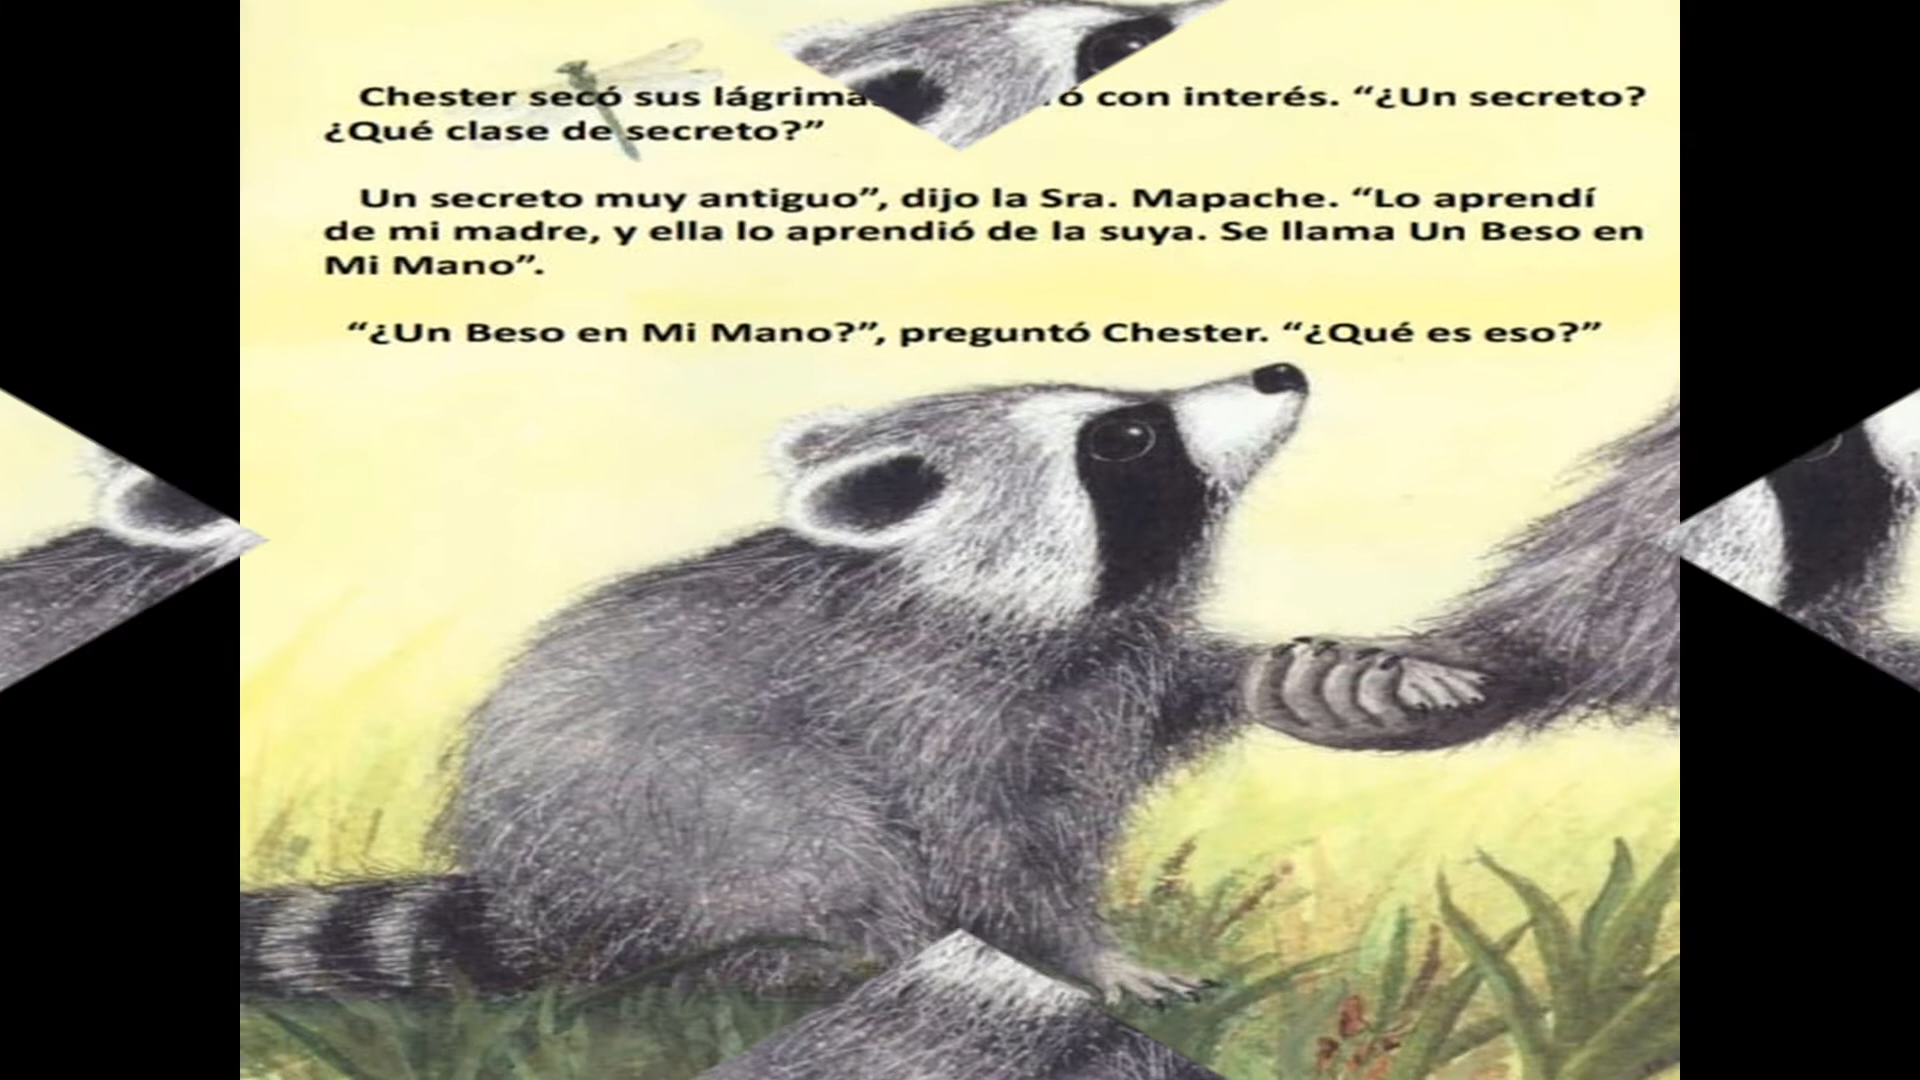 Chester secó sus lágrimas con interés. “¿Un secreto?
¿Qué clase de secreto?”
Un secreto muy antiguo”, dijo la Sra. Mapache. “Lo aprendí
de mi madre, y ella lo aprendió de la suya. Se llama Un Beso en
Mi Mano”.
“¿Un Beso en Mi Mano?”, preguntó Chester. “¿Qué es eso?”